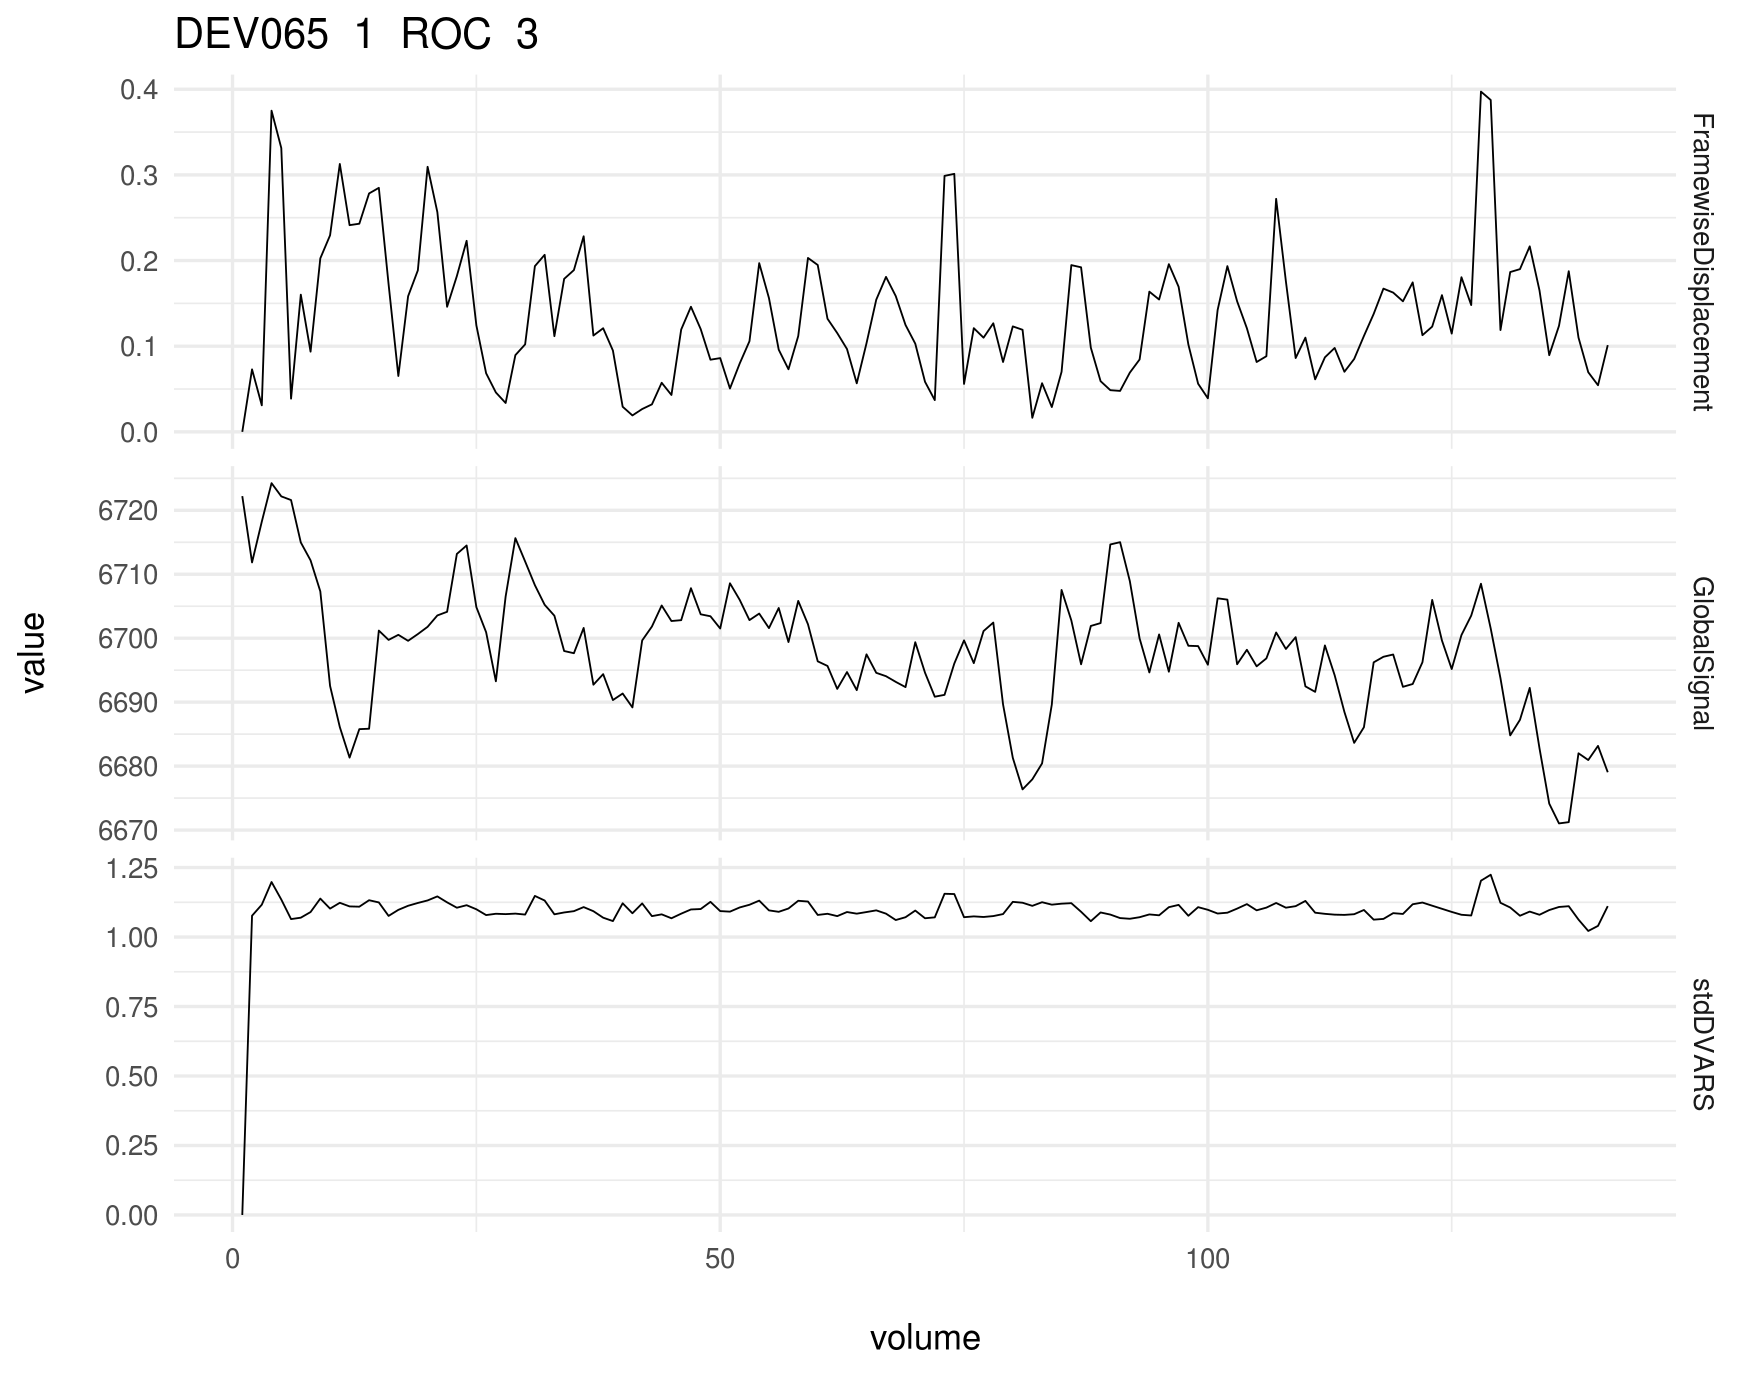 DEV065 1 ROC 3
0.4
0.3
0.2
0.1
0.0
FramewiseDisplacement
6720
6710
6700
6690
6680
6670
GlobalSignal
value
1.25
1.00
0.75
0.50
0.25
0.00
stdDVARS
0 50 100
volume